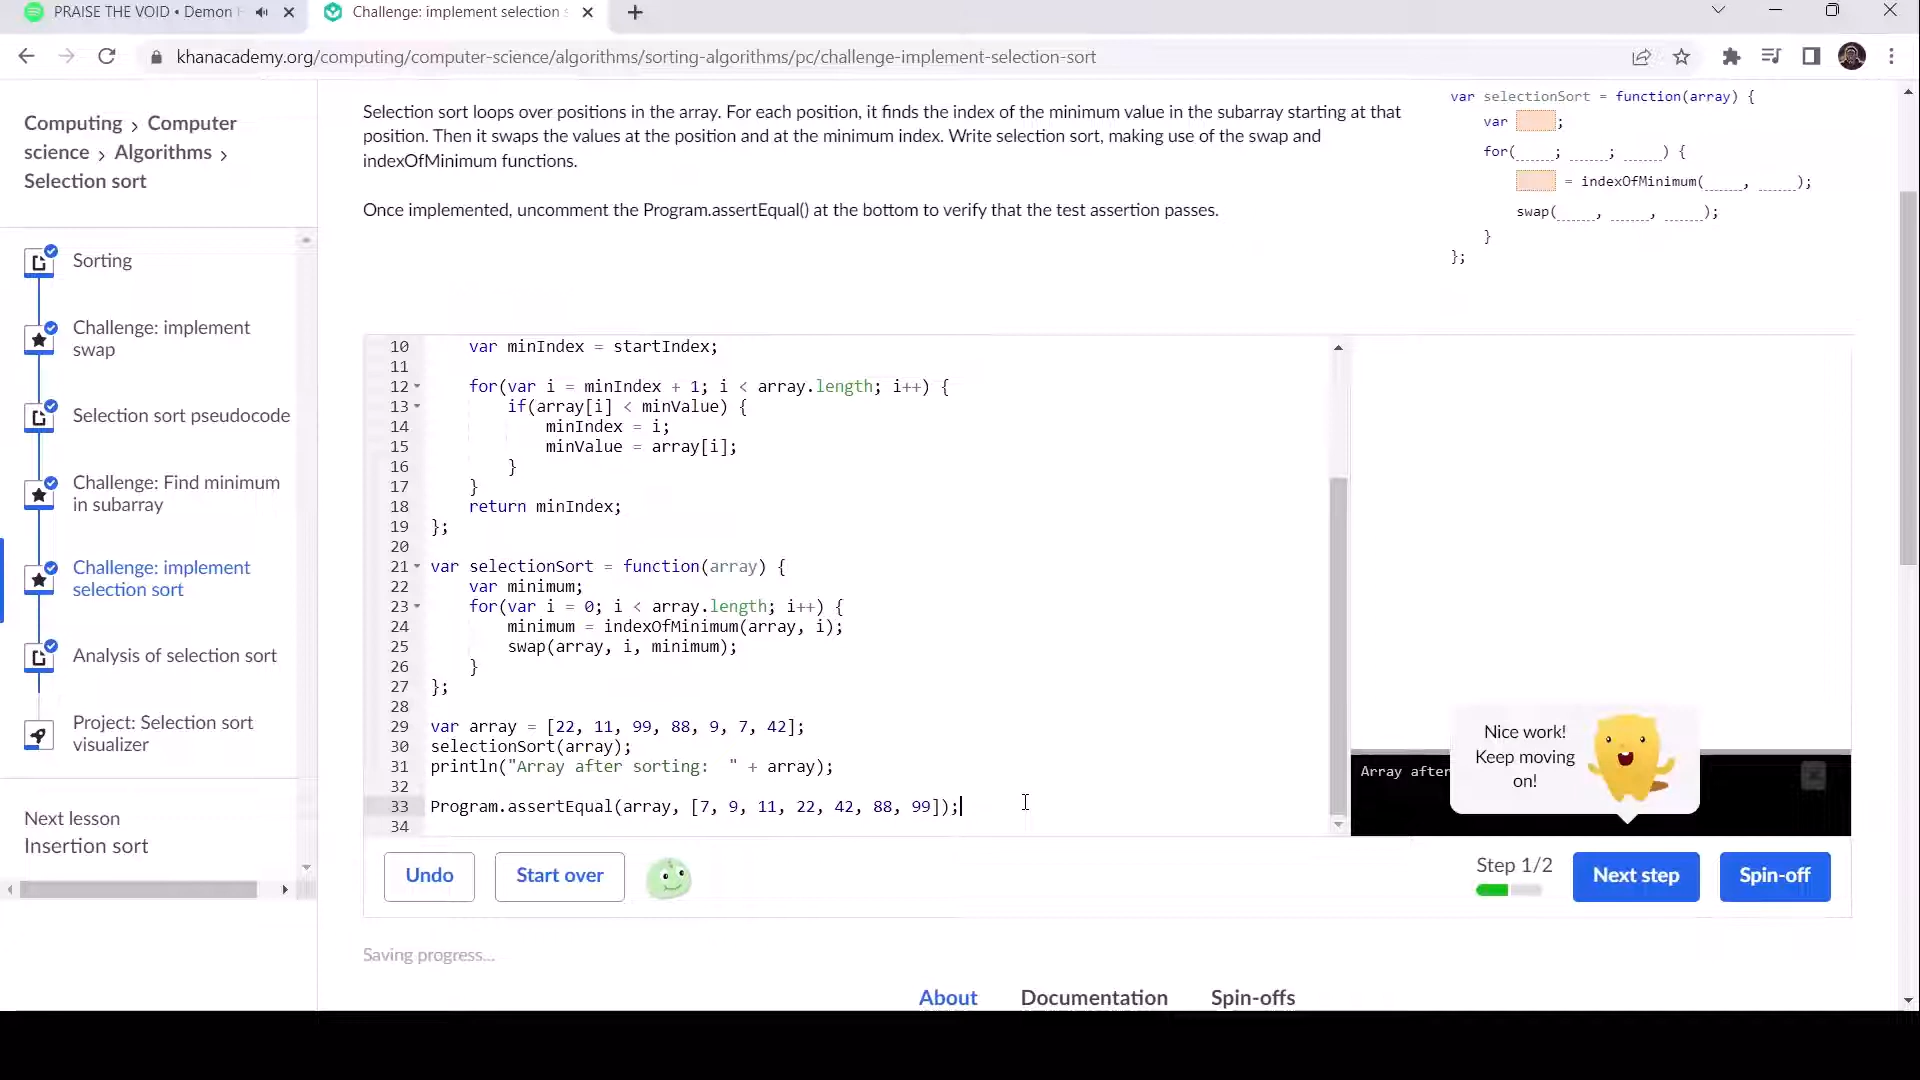 PRAISE THE VOID • Demon
Challenge: implement selection
khanacademy.org/computing/computer-science/algorithms/sorting-algorithms/pc/challenge-implement-selection-sort
Computing > Computer
science > Algorithms >
Selection sort
Sorting
Challenge: implement
swap
Selection sort pseudocode
Challenge: Find minimum
in subarray
Challenge: implement
selection sort
Analysis of selection sort
Project: Selection sort
visualizer
Next lesson
Insertion sort
Selection sort loops over positions in the array. For each position, it finds the index of the minimum value in the subarray starting at that
position. Then it swaps the values at the position and at the minimum index. Write selection sort, making use of the swap and
indexOfMinimum functions.
Once implemented, uncomment the Program.assertEqual() at the bottom to verify that the test assertion passes.
var selectionSort = function(array) {
var ;
for(______; ______; ______) {
= indexOfMinimum(______, ______);
swap(______, ______, ______);
}
};
10 var minIndex = startIndex;
11
12 for(var i = minIndex + 1; i < array.length; i++) {
13 if(array[i] < minValue) {
14 minIndex = i;
15 minValue = array[i];
16 }
17 }
18 return minIndex;
19 };
20
21 var selectionSort = function(array) {
22 var minimum;
23 for(var i = 0; i < array.length; i++) {
24 minimum = indexOfMinimum(array, i);
25 swap(array, i, minimum);
26 }
27 };
28
29 var array = [22, 11, 99, 88, 9, 7, 42];
30 selectionSort(array);
31 println("Array after sorting:  " + array);
32
33 Program.assertEqual(array, [7, 9, 11, 22, 42, 88, 99]);
34
Array after
Nice work!
Keep moving
on!
Undo
Start over
Step 1/2
Next step
Spin-off
Saving progress...
About
Documentation
Spin-offs